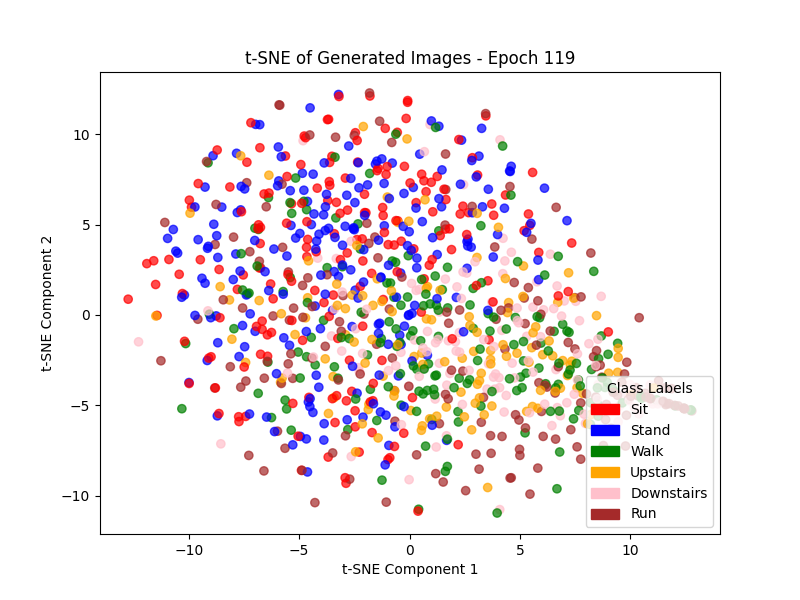 t-SNE of Generated Images - Epoch 119
t-SNE Component 2
10
5
0
−5
−10
−10
−5
0
5
10
t-SNE Component 1
Class Labels
Sit
Stand
Walk
Upstairs
Downstairs
Run